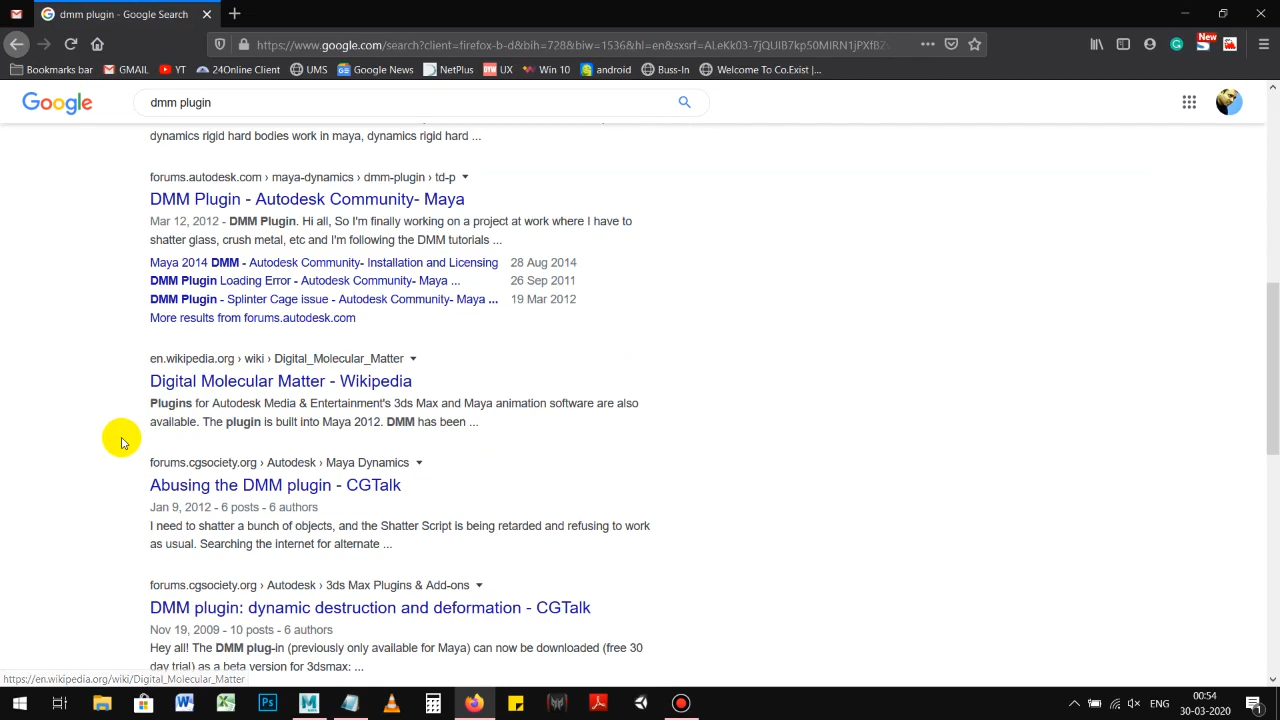 dmm plugin - Google Search
https://www.google.com/search?client=firefox-b-d&bih=728&biw=1536&hl=en&sxsrf=ALeKk03-7jQUIB7kp50MIRN1jPXfBZ
New
Bookmarks bar GMAIL YT 24Online Client UMS Google News NetPlus UX Win 10 android Buss-In Welcome To Co.Exist |...
Google dmm plugin
dynamics rigid hard bodies work in maya, dynamics rigid hard ...
forums.autodesk.com › maya-dynamics › dmm-plugin › td-p
DMM Plugin - Autodesk Community- Maya
Mar 12, 2012 - DMM Plugin. Hi all, So I'm finally working on a project at work where I have to
shatter glass, crush metal, etc and I'm following the DMM tutorials ...
Maya 2014 DMM - Autodesk Community- Installation and Licensing 28 Aug 2014
DMM Plugin Loading Error - Autodesk Community- Maya ... 26 Sep 2011
DMM Plugin - Splinter Cage issue - Autodesk Community- Maya ... 19 Mar 2012
More results from forums.autodesk.com
en.wikipedia.org › wiki › Digital_Molecular_Matter
Digital Molecular Matter - Wikipedia
Plugins for Autodesk Media & Entertainment's 3ds Max and Maya animation software are also
available. The plugin is built into Maya 2012. DMM has been ...
forums.cgsociety.org › Autodesk › Maya Dynamics
Abusing the DMM plugin - CGTalk
Jan 9, 2012 - 6 posts - 6 authors
I need to shatter a bunch of objects, and the Shatter Script is being retarded and refusing to work
as usual. Searching the internet for alternate ...
forums.cgsociety.org › Autodesk › 3ds Max Plugins & Add-ons
DMM plugin: dynamic destruction and deformation - CGTalk
Nov 19, 2009 - 10 posts - 6 authors
Hey all! The DMM plug-in (previously only available for Maya) can now be downloaded (free 30
day trial) as a beta version for 3dsmax: ...
https://en.wikipedia.org/wiki/Digital_Molecular_Matter
ENG
00:54
30-03-2020